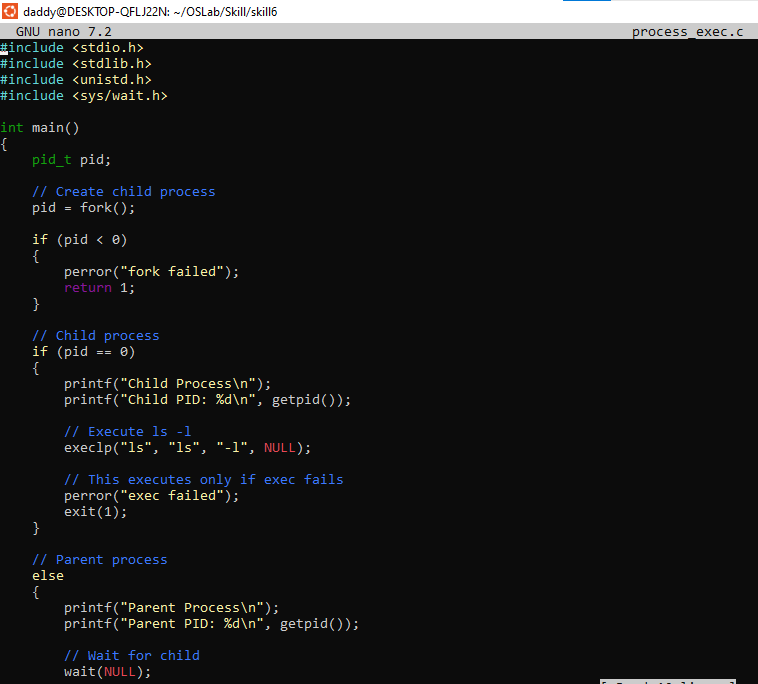 daddy@DESKTOP-QFLJ22N: ~/OSLab/Skill/skill6
GNU nano 7.2 process_exec.c
#include <stdio.h>
#include <stdlib.h>
#include <unistd.h>
#include <sys/wait.h>

int main()
{
    pid_t pid;

    // Create child process
    pid = fork();

    if (pid < 0)
    {
        perror("fork failed");
        return 1;
    }

    // Child process
    if (pid == 0)
    {
        printf("Child Process\n");
        printf("Child PID: %d\n", getpid());

        // Execute ls -l
        execlp("ls", "ls", "-l", NULL);

        // This executes only if exec fails
        perror("exec failed");
        exit(1);
    }

    // Parent process
    else
    {
        printf("Parent Process\n");
        printf("Parent PID: %d\n", getpid());

        // Wait for child
        wait(NULL);